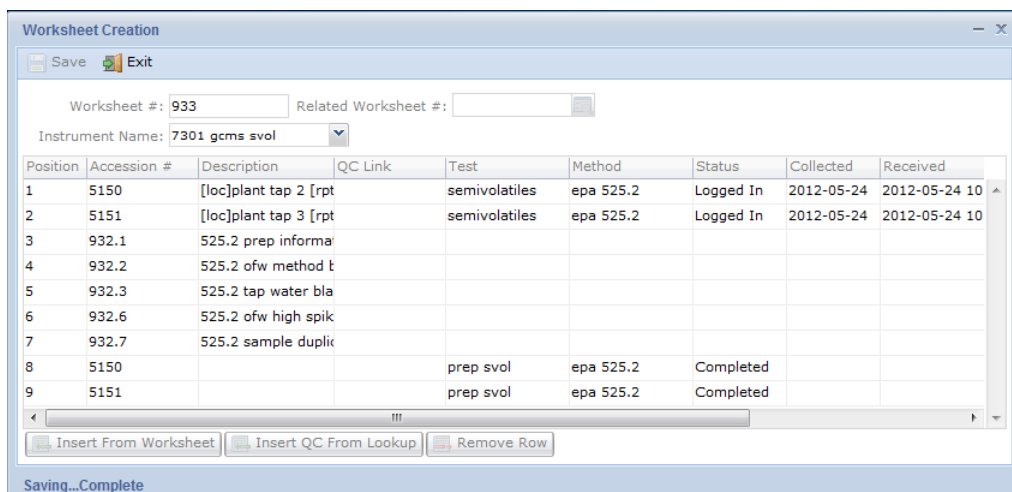 Worksheet Creation
Save Exit
Worksheet #: 933 Related Worksheet #:
Instrument Name: 7301 gcms svol
Position Accession # Description QC Link Test Method Status Collected Received
1 5150 [loc]plant tap 2 [rpt semivolatiles epa 525.2 Logged In 2012-05-24 2012-05-24 10
2 5151 [loc]plant tap 3 [rpt semivolatiles epa 525.2 Logged In 2012-05-24 2012-05-24 10
3 932.1 525.2 prep informa
4 932.2 525.2 ofw method b
5 932.3 525.2 tap water bla
6 932.6 525.2 ofw high spik
7 932.7 525.2 sample duplic
8 5150 prep svol epa 525.2 Completed
9 5151 prep svol epa 525.2 Completed
Insert From Worksheet Insert QC From Lookup Remove Row
Saving...Complete